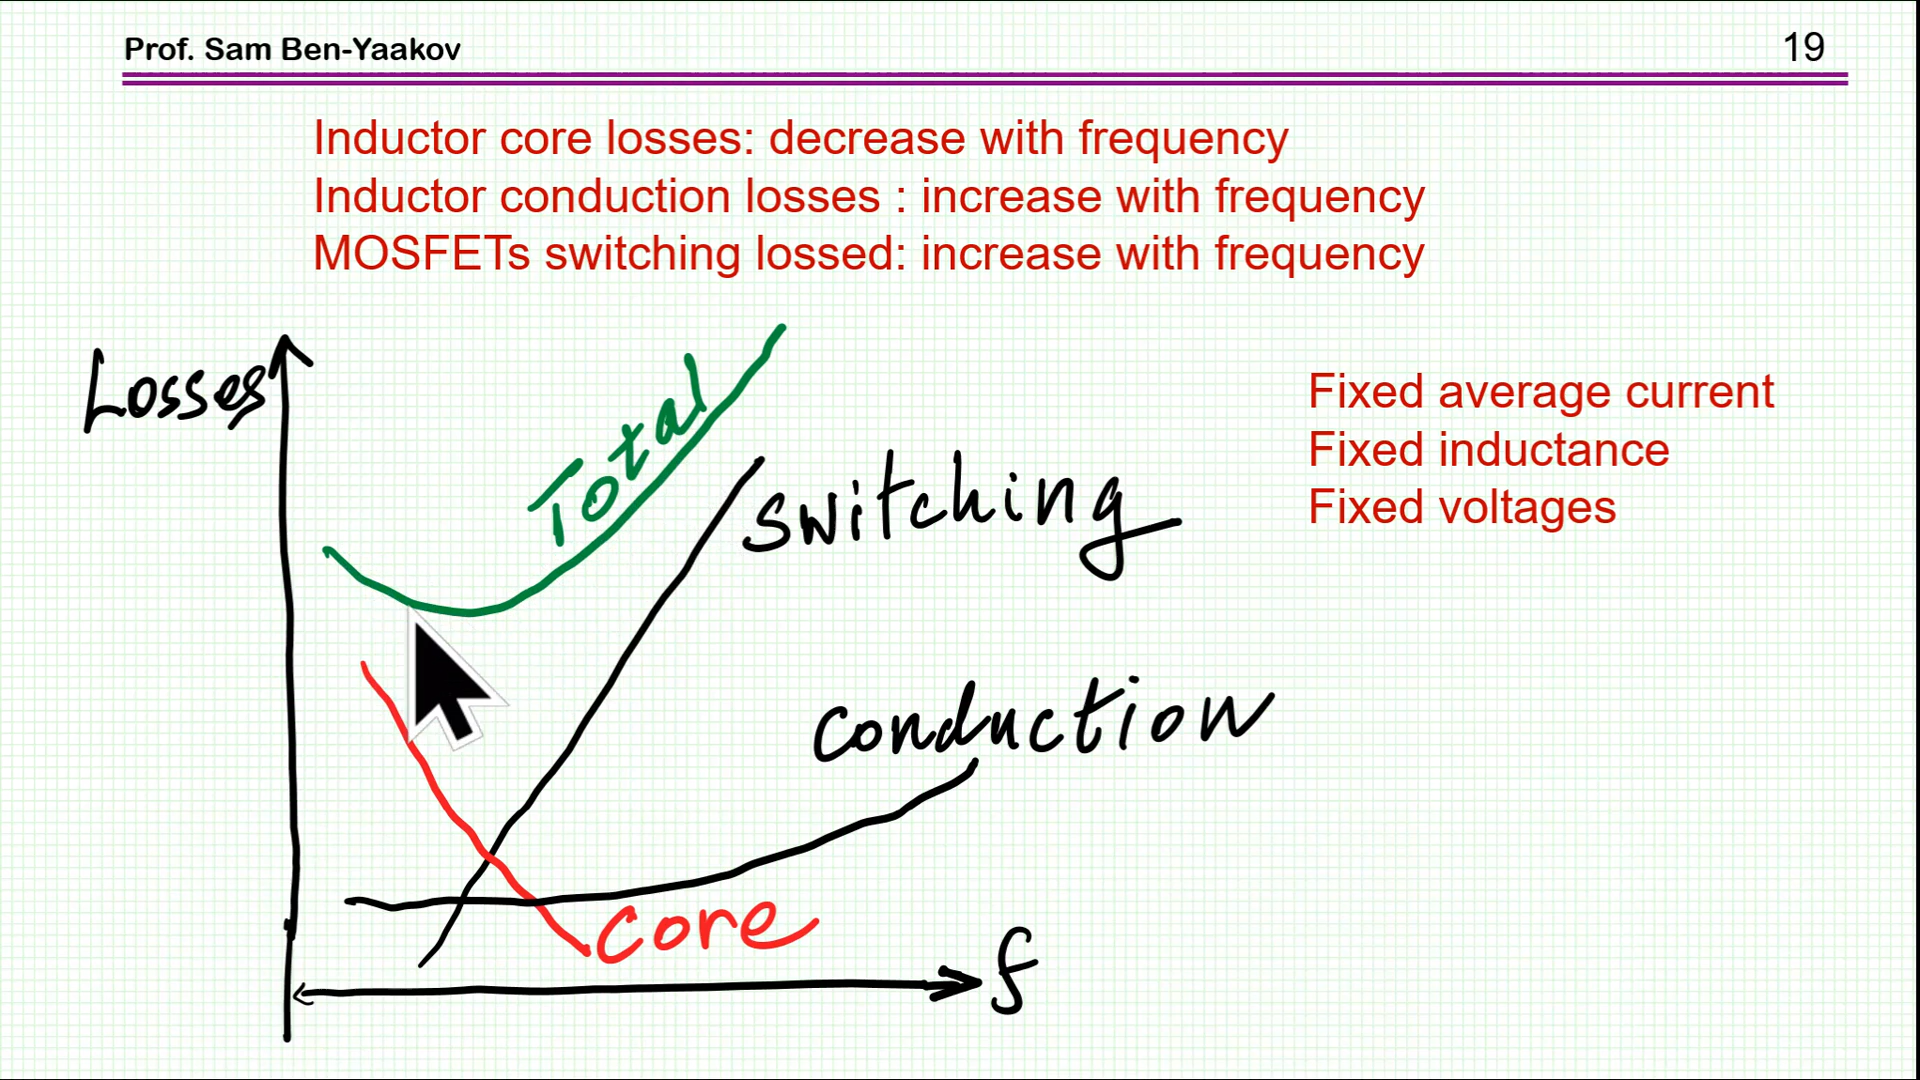 Prof. Sam Ben-Yaakov
19
Inductor core losses: decrease with frequency
Inductor conduction losses : increase with frequency
MOSFETs switching lossed: increase with frequency
Losses
Total
switching
conduction
core
f
Fixed average current
Fixed inductance
Fixed voltages